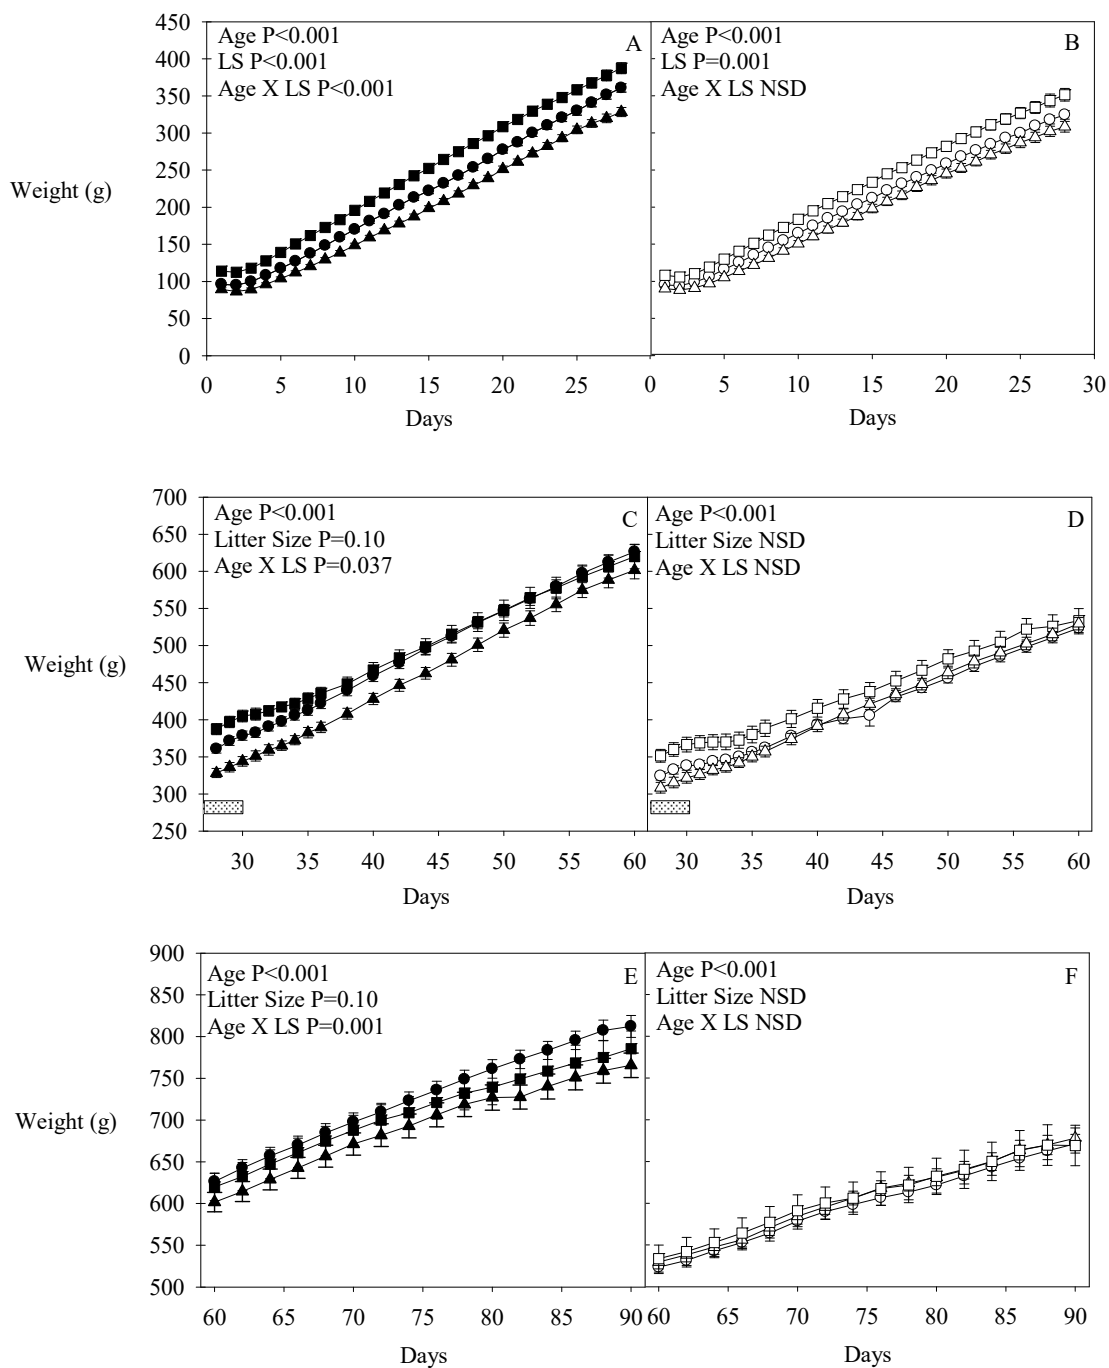 450
400
350
300
250
200
150
100
50
0
Weight (g)
Age P<0.001
LS P<0.001
Age X LS P<0.001
A
0 5 10 15 20 25
Days
Age P<0.001
LS P=0.001
Age X LS NSD
B
0 5 10 15 20 25 30
Days
700
650
600
550
500
450
400
350
300
250
Weight (g)
Age P<0.001
Litter Size P=0.10
Age X LS P=0.037
C
30 35 40 45 50 55 60
Days
Age P<0.001
Litter Size NSD
Age X LS NSD
D
30 35 40 45 50 55 60
Days
900
850
800
750
700
650
600
550
500
Weight (g)
Age P<0.001
Litter Size P=0.10
Age X LS P=0.001
E
60 65 70 75 80 85 90
Days
Age P<0.001
Litter Size NSD
Age X LS NSD
F
60 65 70 75 80 85 90
Days